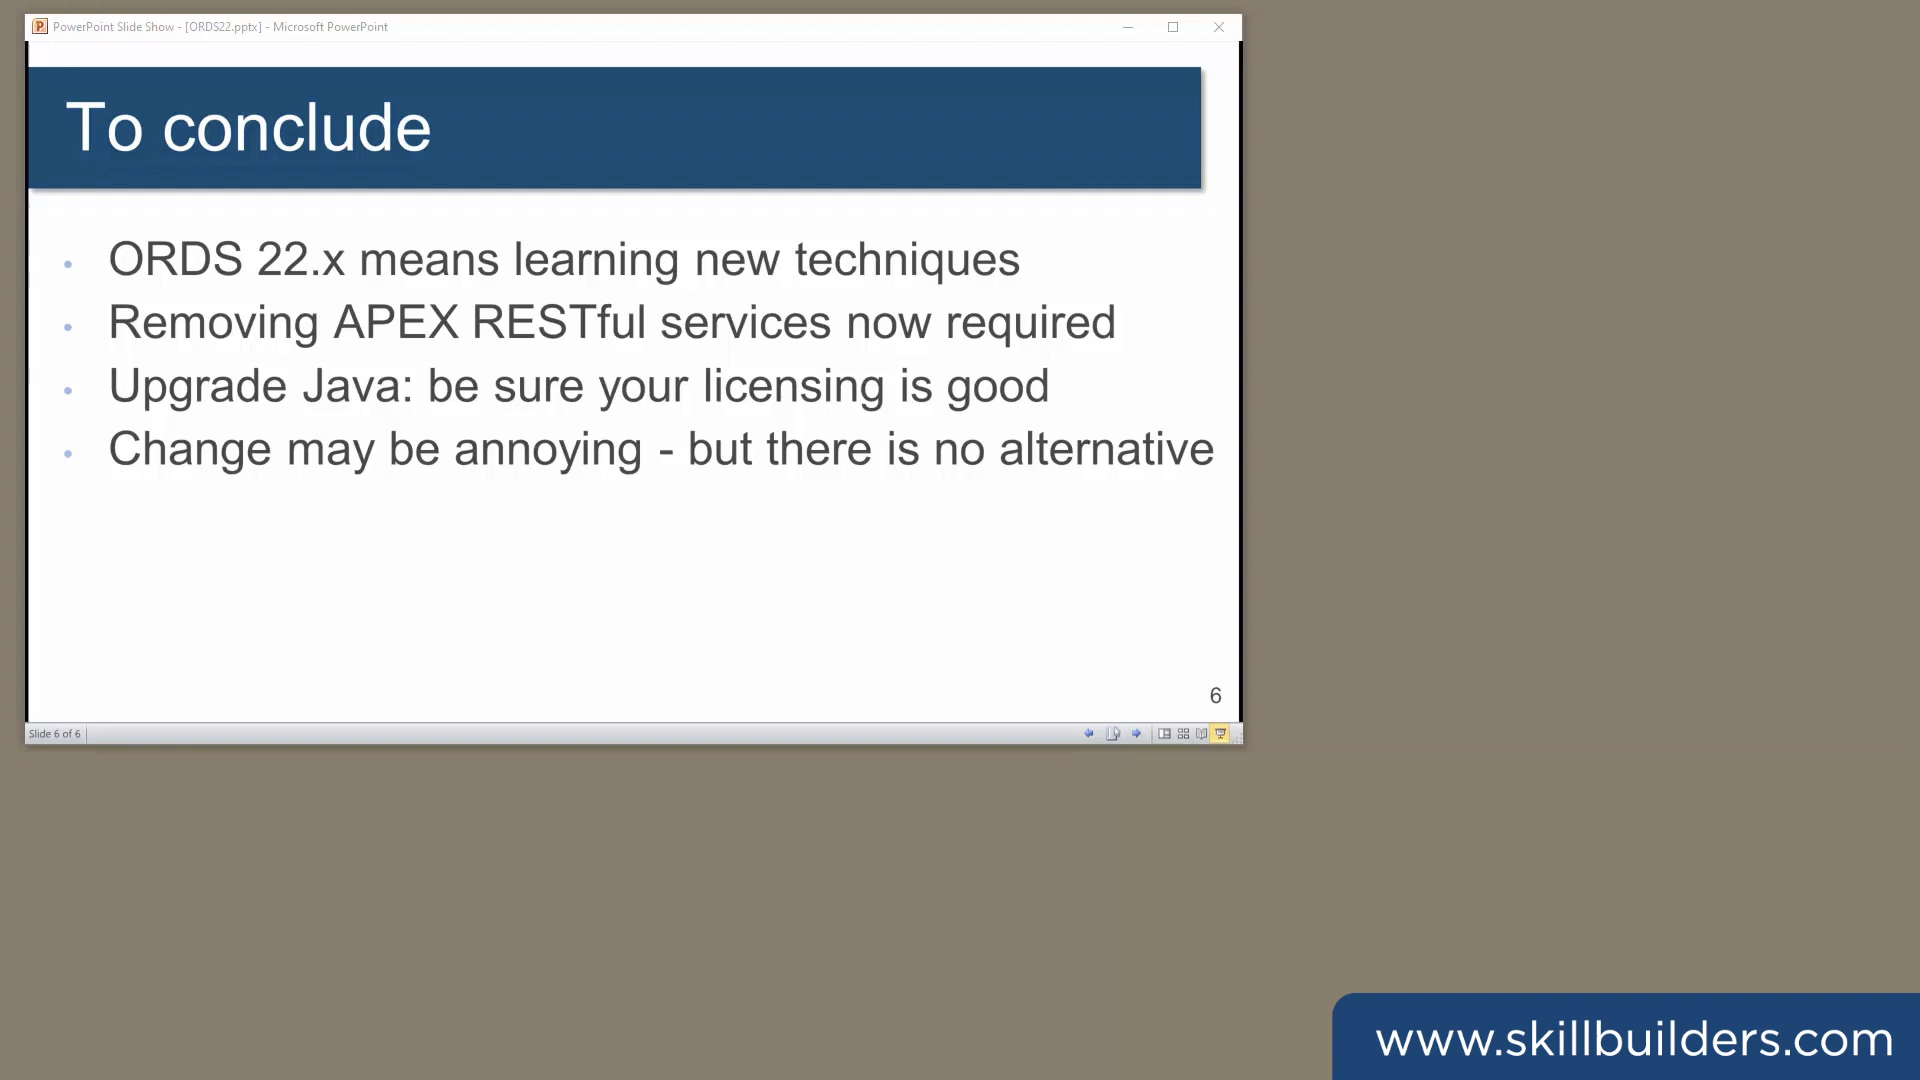 PowerPoint Slide Show - [ORDS22.pptx] - Microsoft PowerPoint
To conclude
• ORDS 22.x means learning new techniques
• Removing APEX RESTful services now required
• Upgrade Java: be sure your licensing is good
• Change may be annoying - but there is no alternative
6
Slide 6 of 6
www.skillbuilders.com